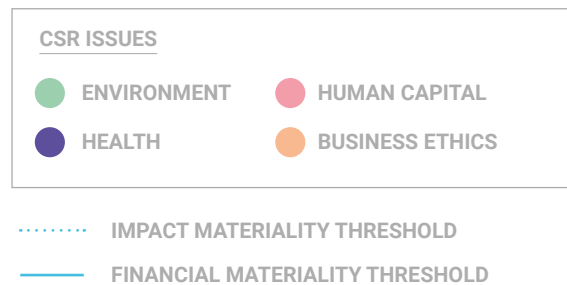 CSR ISSUES
ENVIRONMENT HUMAN CAPITAL
HEALTH BUSINESS ETHICS
IMPACT MATERIALITY THRESHOLD
FINANCIAL MATERIALITY THRESHOLD